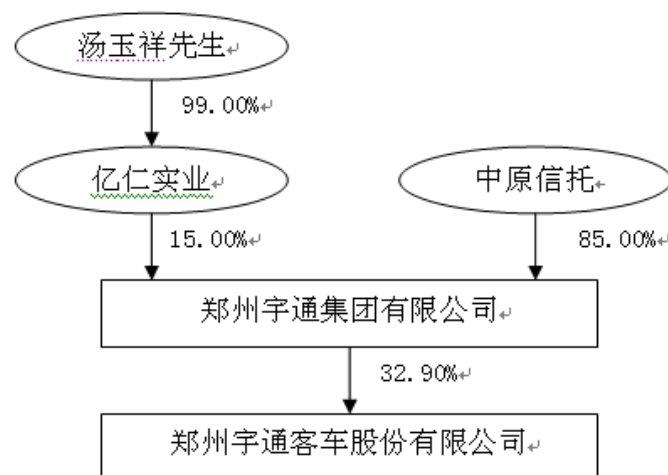 汤玉祥先生
99.00%
亿仁实业
中原信托
15.00%
85.00%
郑州宇通集团有限公司
32.90%
郑州宇通客车股份有限公司